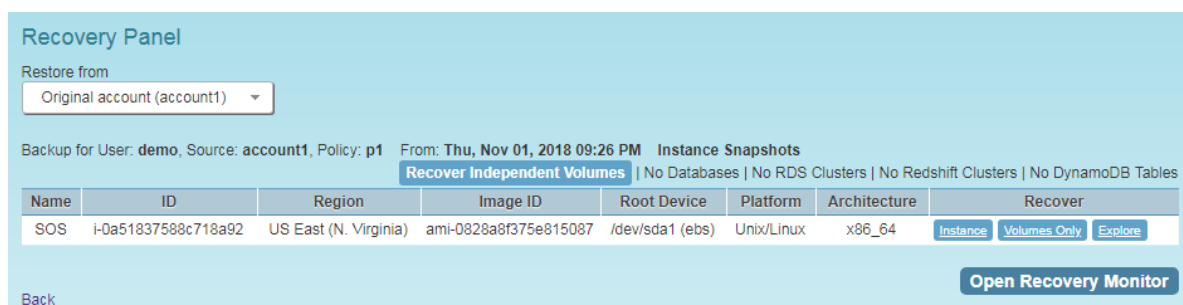 Recovery Panel
Restore from
Original account (account1)
Backup for User: demo, Source: account1, Policy: p1 From: Thu, Nov 01, 2018 09:26 PM Instance Snapshots
Recover Independent Volumes | No Databases | No RDS Clusters | No Redshift Clusters | No DynamoDB Tables
Name ID Region Image ID Root Device Platform Architecture Recover
SOS i-0a51837588c718a92 US East (N. Virginia) ami-0828a8f375e815087 /dev/sda1 (ebs) Unix/Linux x86_64 Instance Volumes Only Explore
Open Recovery Monitor
Back